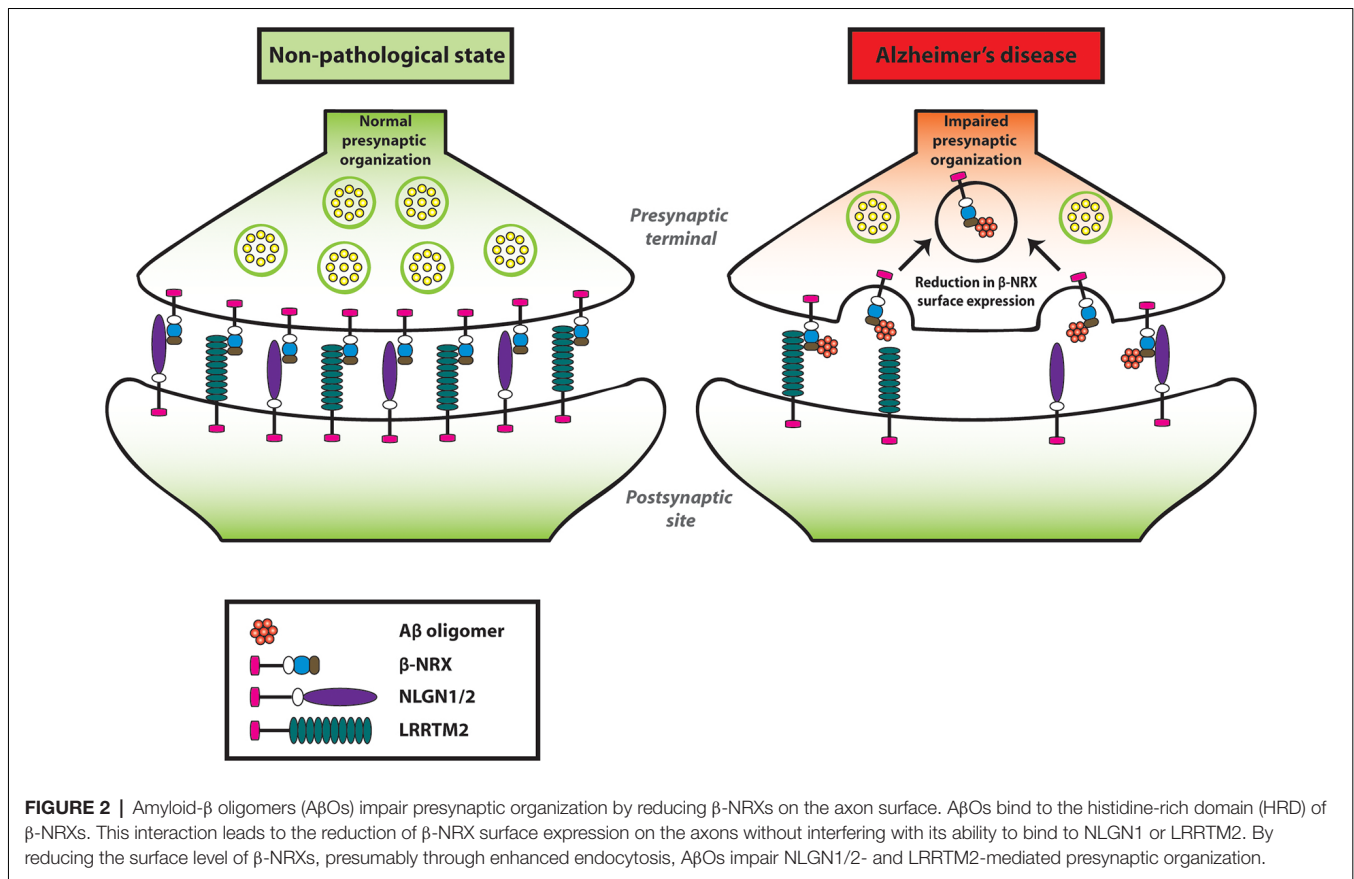 Non-pathological state
Alzheimer's disease
Normal
presynaptic
organization
Impaired
presynaptic
organization
Presynaptic
terminal
Reduction in β-NRX
surface expression
Postsynaptic
site
Aβ oligomer
β-NRX
NLGN1/2
LRRTM2
FIGURE 2 | Amyloid-β oligomers (AβOs) impair presynaptic organization by reducing β-NRXs on the axon surface. AβOs bind to the histidine-rich domain (HRD) of
β-NRXs. This interaction leads to the reduction of β-NRX surface expression on the axons without interfering with its ability to bind to NLGN1 or LRRTM2. By
reducing the surface level of β-NRXs, presumably through enhanced endocytosis, AβOs impair NLGN1/2- and LRRTM2-mediated presynaptic organization.